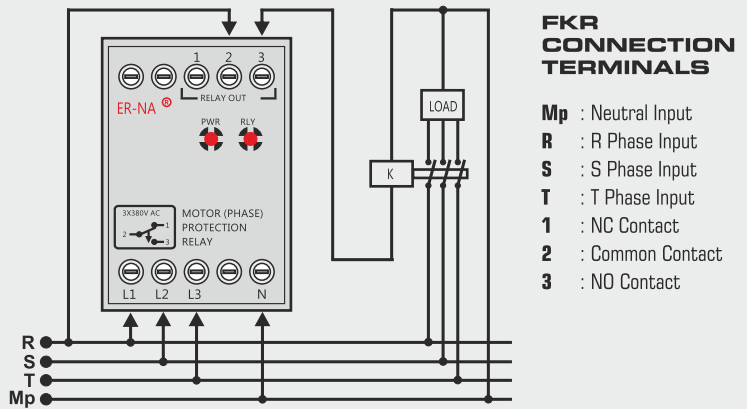 FKR
CONNECTION
TERMINALS
Mp : Neutral Input
R : R Phase Input
S : S Phase Input
T : T Phase Input
1 : NC Contact
2 : Common Contact
3 : NO Contact
1 2 3
RELAY OUT
ER-NA ®
PWR RLY
LOAD
K
3X380V AC
1
2
3
MOTOR (PHASE)
PROTECTION
RELAY
L1 L2 L3 N
R
S
T
Mp